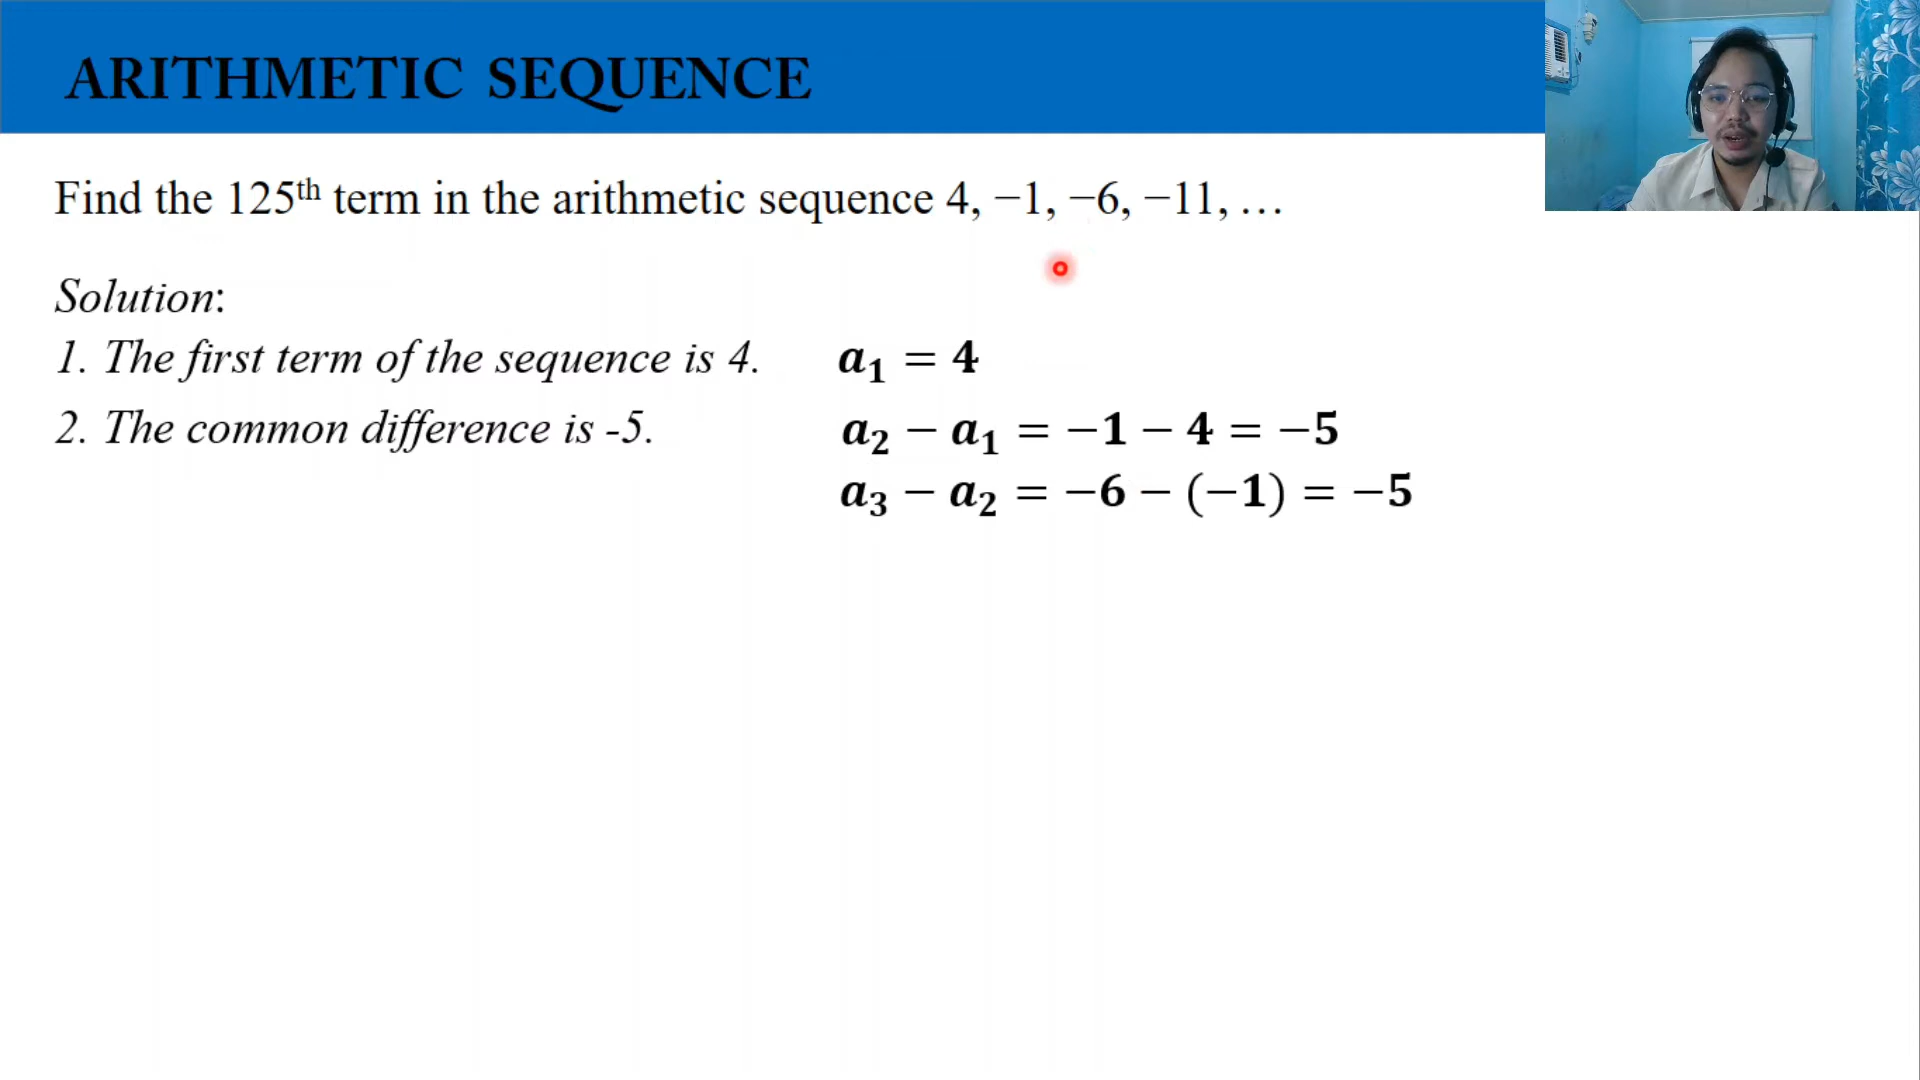 ARITHMETIC SEQUENCE
Find the 125th term in the arithmetic sequence 4, −1, −6, −11, …
Solution:
1. The first term of the sequence is 4. a₁ = 4
2. The common difference is -5. a₂ − a₁ = −1 − 4 = −5
a₃ − a₂ = −6 − (−1) = −5